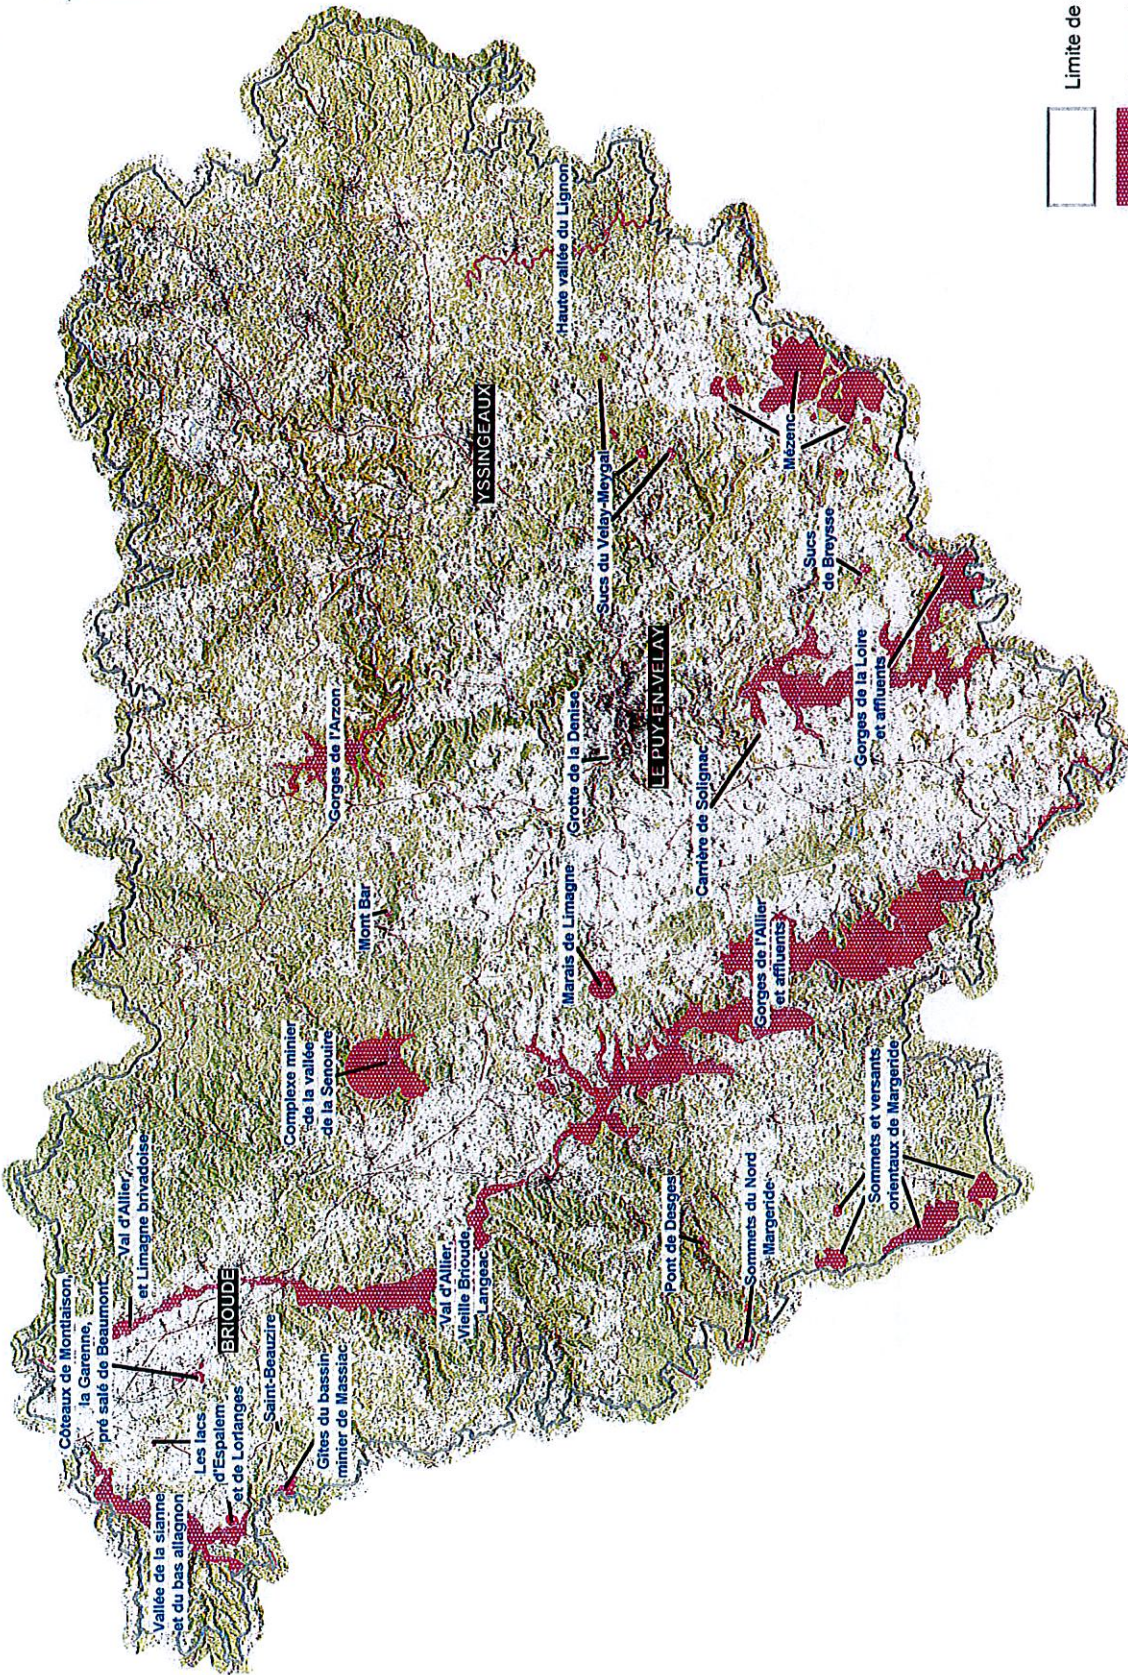 Vallée de la sianne
et du bas allagnon
Côteaux de Montlaison,
la Garenne,
pré salé de Beaumont
Val d'Allier
et Limagne brivadoise
Les lacs
d'Espalem
et de Lorlanges
BRIOUDE
Saint-Beauzire
Gîtes du bassin
minier de Massiac
Complexe minier
de la vallée
de la Senouire
Mont Bar
Gorges de l'Arzon
Val d'Allier,
Vieille Brioude,
Langeac
YSSINGEAUX
Haute vallée du Lignon
Marais de Limagne
Grotte de la Denise
Sucs du Velay-Meygal
LE PUY-EN-VELAY
Pont de Desges
Carrière de Solignac
Sommets du Nord
Margeride
Gorges de l'Allier
et affluents
Mézenc
Sucs
de Breysse
Gorges de la Loire
et affluents
Sommets et versants
orientaux de Margeride
Limite de